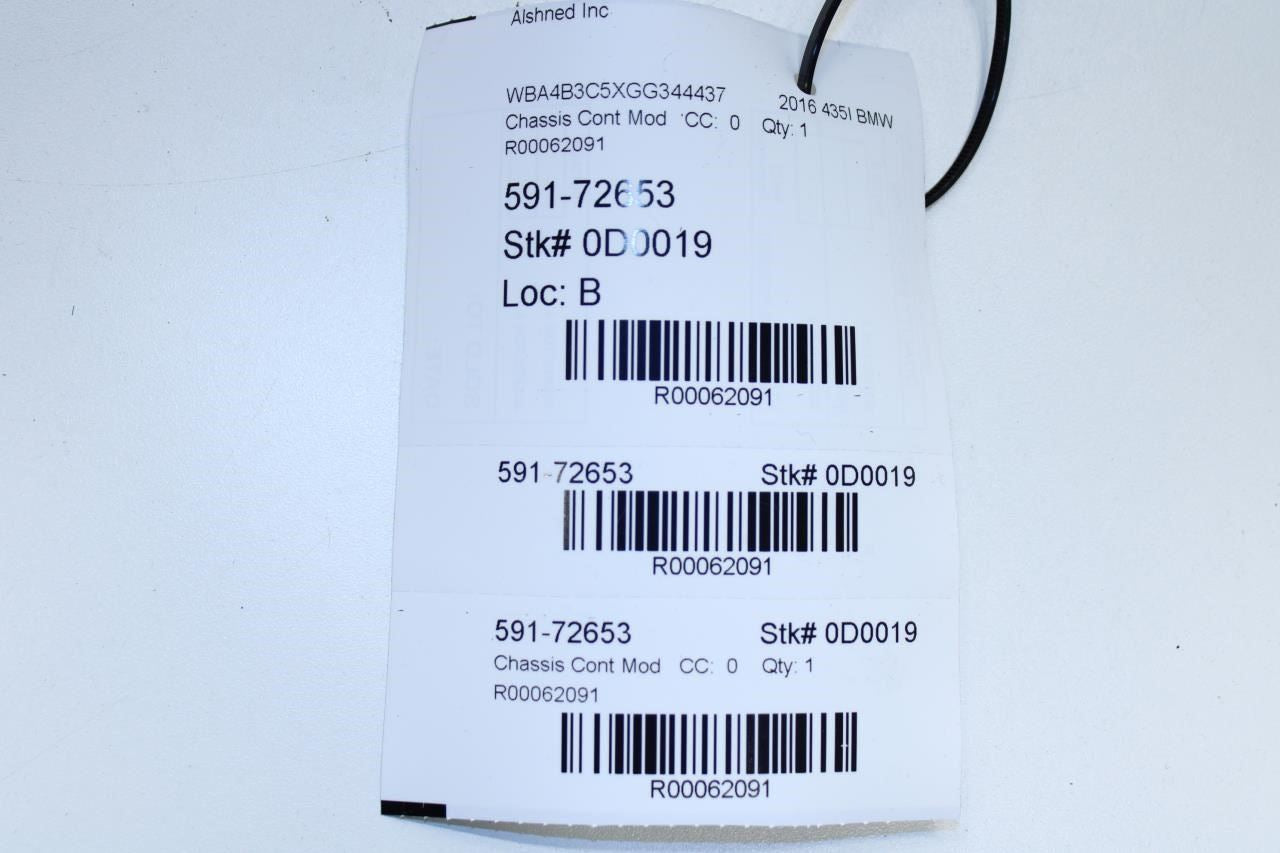 Alshned Inc
WBA4B3C5XGG344437 2016 435I BMW
Chassis Cont Mod CC: 0 Qty: 1
R00062091
591-72653
Stk# 0D0019
Loc: B
R00062091
591-72653 Stk# 0D0019
R00062091
591-72653 Stk# 0D0019
Chassis Cont Mod CC: 0 Qty: 1
R00062091
R00062091